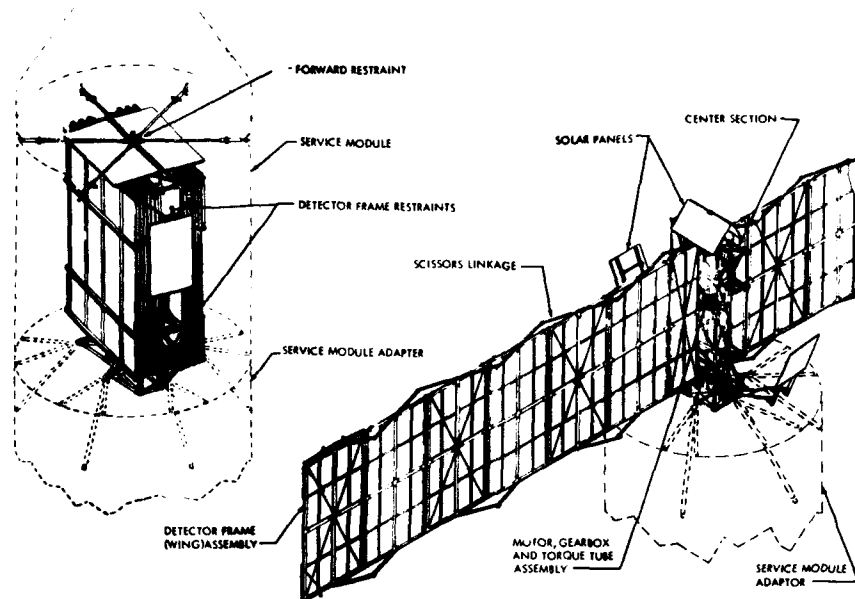 FORWARD RESTRAINT
SERVICE MODULE
DETECTOR FRAME RESTRAINTS
SERVICE MODULE ADAPTER
SOLAR PANELS
CENTER SECTION
SCISSORS LINKAGE
DETECTOR FRAME
(WING)ASSEMBLY
MOTOR, GEARBOX
AND TORQUE TUBE
ASSEMBLY
SERVICE MODULE
ADAPTOR